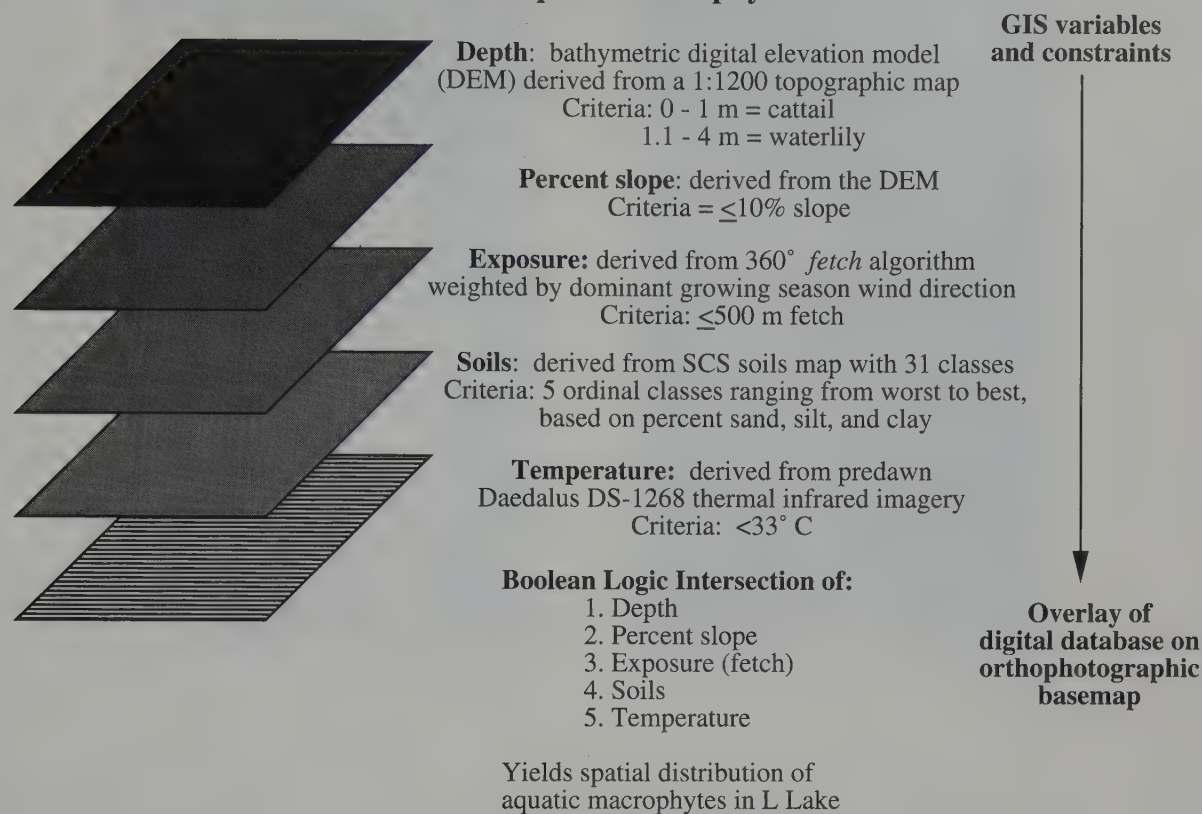 GIS variables
and constraints
Depth: bathymetric digital elevation model
(DEM) derived from a 1:1200 topographic map
Criteria: 0 - 1 m = cattail
1.1 - 4 m = waterlily
Percent slope: derived from the DEM
Criteria = ≤10% slope
Exposure: derived from 360° fetch algorithm
weighted by dominant growing season wind direction
Criteria: ≤500 m fetch
Soils: derived from SCS soils map with 31 classes
Criteria: 5 ordinal classes ranging from worst to best,
based on percent sand, silt, and clay
Temperature: derived from predawn
Daedalus DS-1268 thermal infrared imagery
Criteria: <33° C
Boolean Logic Intersection of:
1. Depth
2. Percent slope
3. Exposure (fetch)
4. Soils
5. Temperature
Overlay of
digital database on
orthophotographic
basemap
Yields spatial distribution of
aquatic macrophytes in L Lake